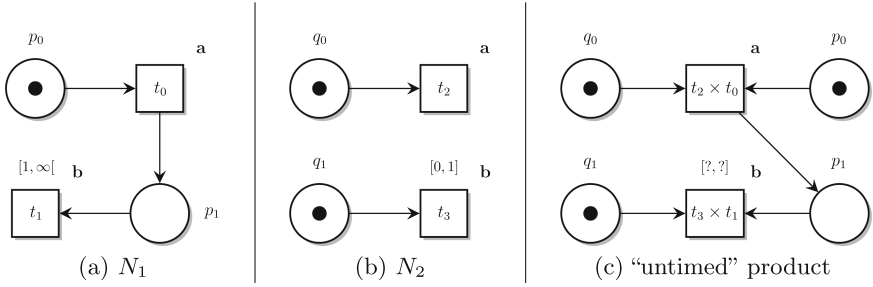 p₀
a
t₀
[1, ∞[
b
t₁
p₁
(a) N₁
q₀
a
t₂
q₁
[0, 1]
b
t₃
(b) N₂
q₀
a
p₀
t₂ × t₀
q₁
[?, ?]
b
p₁
t₃ × t₁
(c) “untimed” product